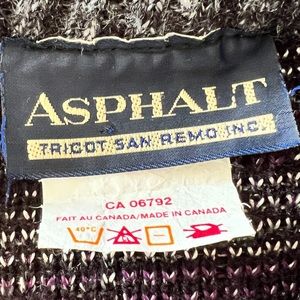 ASPHALT
TRICOT SAN REMO INC.
CA 06792
FAIT AU CANADA/MADE IN CANADA
40°C